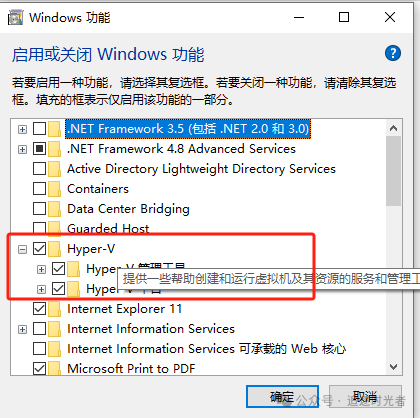 Windows 功能
启用或关闭 Windows 功能
若要启用一种功能，请选择其复选框。若要关闭一种功能，请清除其复选框。填充的框表示仅启用该功能的一部分。
.NET Framework 3.5 (包括 .NET 2.0 和 3.0)
.NET Framework 4.8 Advanced Services
Active Directory Lightweight Directory Services
Containers
Data Center Bridging
Guarded Host
Hyper-V
Hyper-V 管理工具
提供一些帮助创建和运行虚拟机及其资源的服务和管理工
Hyper-V 平台
Internet Explorer 11
Internet Information Services
Internet Information Services 可承载的 Web 核心
Microsoft Print to PDF
确定
取消
公众号 · 追逐时光者